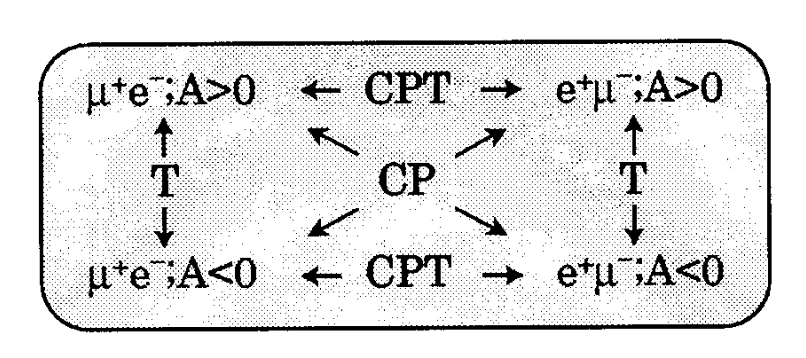 μ⁺e⁻;A>0 ← CPT → e⁺μ⁻;A>0
T CP T
μ⁺e⁻;A<0 ← CPT → e⁺μ⁻;A<0